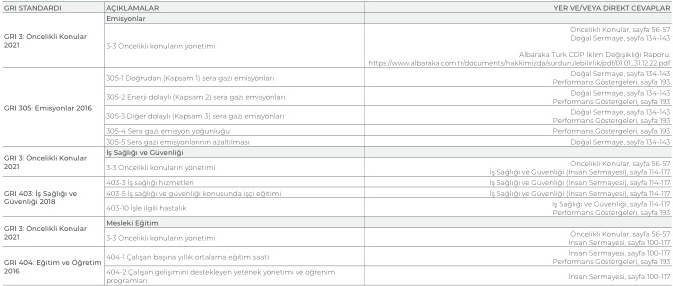 GRI STANDARDI AÇIKLAMALAR YER VE/VEYA DİREKT CEVAPLAR
Emisyonlar
GRI 3: Öncelikli Konular 2021
3-3 Öncelikli konuların yönetimi
Öncelikli Konular, sayfa 56-57
Doğal Sermaye, sayfa 134-143
Albaraka Türk CDP İklim Değişikliği Raporu:
https://www.albaraka.com.tr/documents/hakkimizda/surdurulebilirlik/pdf/01.01_31.12.22.pdf
GRI 305: Emisyonlar 2016
305-1 Doğrudan (Kapsam 1) sera gazı emisyonları
Doğal Sermaye, sayfa 134-143
Performans Göstergeleri, sayfa 193
305-2 Enerji dolaylı (Kapsam 2) sera gazı emisyonları
Doğal Sermaye, sayfa 134-143
Performans Göstergeleri, sayfa 193
305-3 Diğer dolaylı (Kapsam 3) sera gazı emisyonları
Doğal Sermaye, sayfa 134-143
Performans Göstergeleri, sayfa 193
305-4 Sera gazı emisyon yoğunluğu Performans Göstergeleri, sayfa 193
305-5 Sera gazı emisyonlarının azaltılması Doğal Sermaye, sayfa 134-143
İş Sağlığı ve Güvenliği
GRI 3: Öncelikli Konular
2021
3-3 Öncelikli konuların yönetimi
Öncelikli Konular, sayfa 56-57
İş Sağlığı ve Güvenliği (İnsan Sermayesi), sayfa 114-117
GRI 403: İş Sağlığı ve
Güvenliği 2018
403-3 İş sağlığı hizmetleri İş Sağlığı ve Güvenliği (İnsan Sermayesi), sayfa 114-117
403-5 İş sağlığı ve güvenliği konusunda işçi eğitimi İş Sağlığı ve Güvenliği (İnsan Sermayesi), sayfa 114-117
403-10 İşle ilgili hastalık
İş Sağlığı ve Güvenliği, sayfa 114-117
Performans Göstergeleri, sayfa 193
Mesleki Eğitim
GRI 3: Öncelikli Konular
2021
3-3 Öncelikli konuların yönetimi
Öncelikli Konular, sayfa 56-57
İnsan Sermayesi, sayfa 100-117
GRI 404: Eğitim ve Öğretim
2016
404-1 Çalışan başına yıllık ortalama eğitim saati
İnsan Sermayesi, sayfa 100-117
Performans Göstergeleri, sayfa 193
404-2 Çalışan gelişimini destekleyen yetenek yönetimi ve öğrenim
programları
İnsan Sermayesi, sayfa 100-117